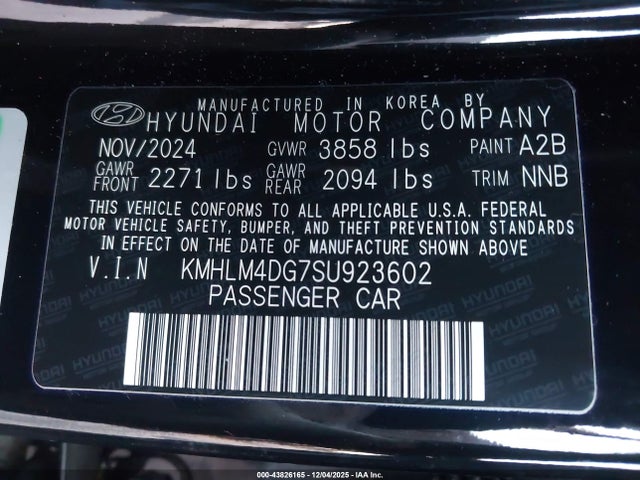 MANUFACTURED IN KOREA BY
HYUNDAI MOTOR COMPANY
NOV/2024 GVWR 3858 lbs PAINT A2B
GAWR FRONT 2271 lbs GAWR REAR 2094 lbs TRIM NNB
THIS VEHICLE CONFORMS TO ALL APPLICABLE U.S.A. FEDERAL
MOTOR VEHICLE SAFETY, BUMPER, AND THEFT PREVENTION STANDARDS
IN EFFECT ON THE DATE OF MANUFACTURE SHOWN ABOVE
V.I.N KMHLM4DG7SU923602
PASSENGER CAR
000-43826165 - 12/04/2025 - IAA Inc.